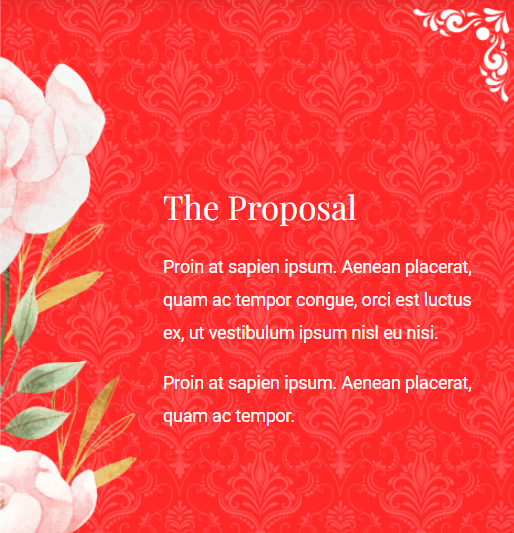 The Proposal
Proin at sapien ipsum. Aenean placerat,
quam ac tempor congue, orci est luctus
ex, ut vestibulum ipsum nisl eu nisi.
Proin at sapien ipsum. Aenean placerat,
quam ac tempor.